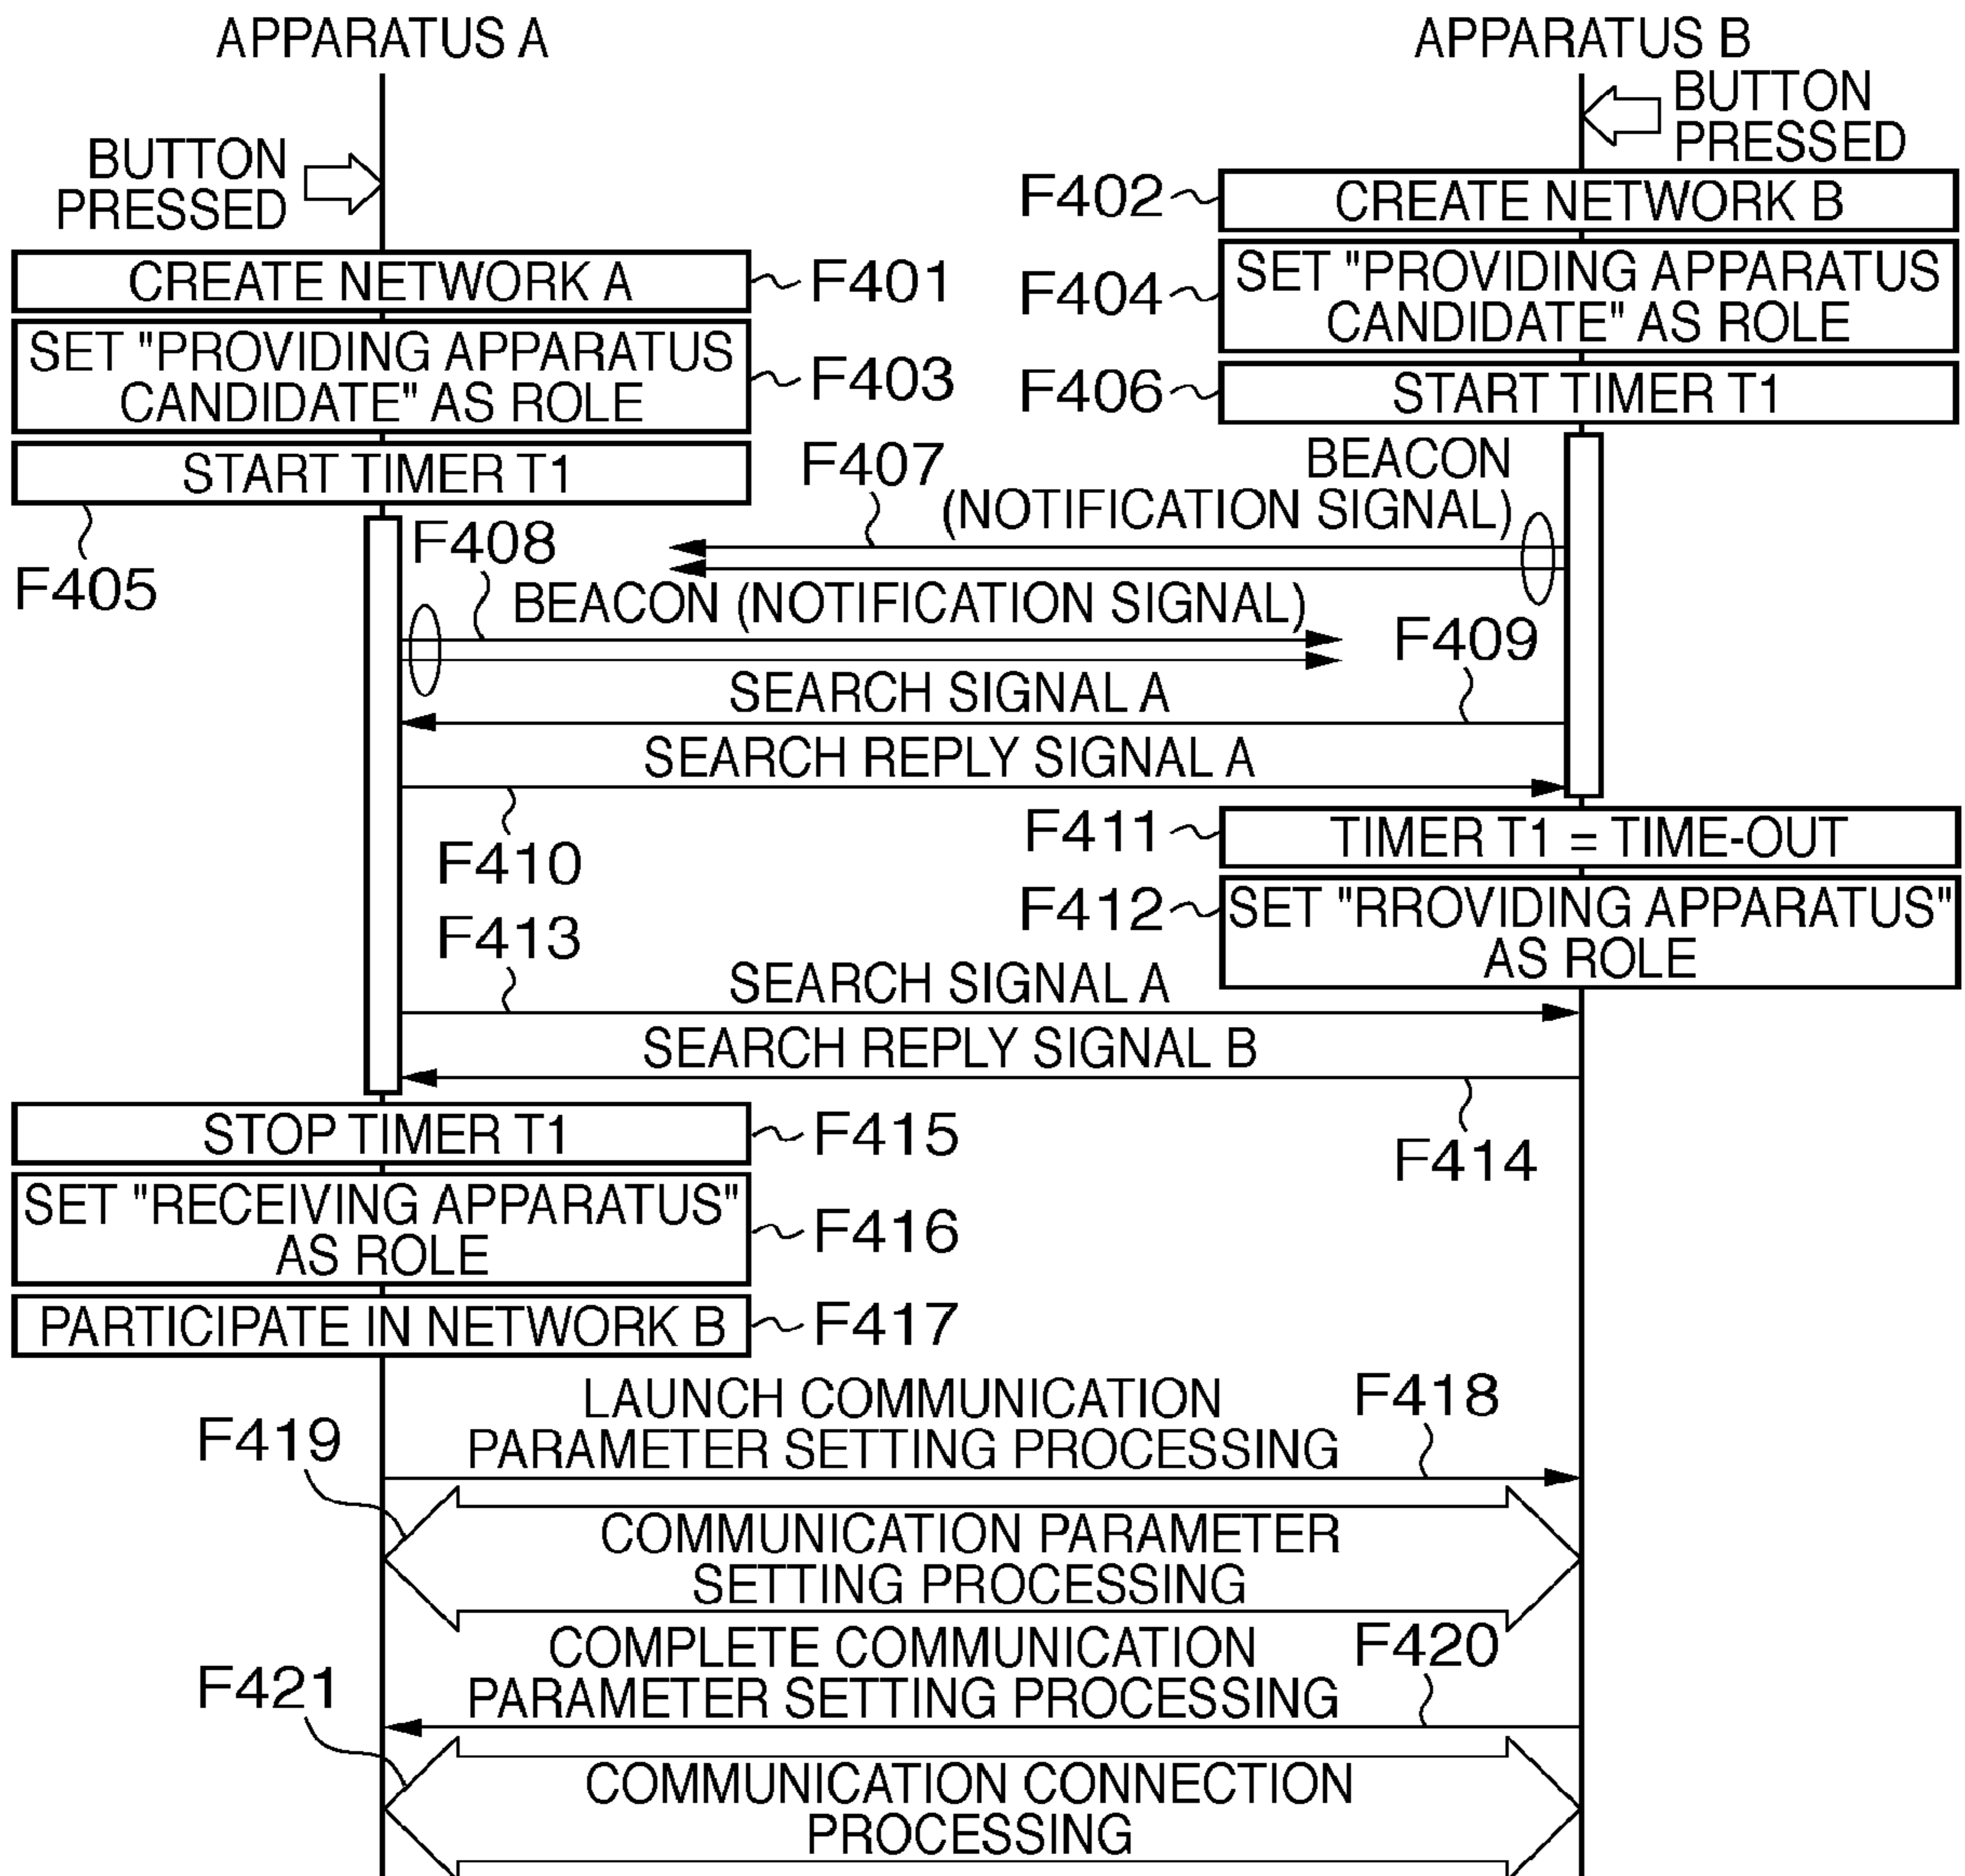 APPARATUS A
APPARATUS B
BUTTON
PRESSED
BUTTON
PRESSED
F402
CREATE NETWORK B
CREATE NETWORK A
F401
F404
SET "PROVIDING APPARATUS
CANDIDATE" AS ROLE
SET "PROVIDING APPARATUS
CANDIDATE" AS ROLE
F403
F406
START TIMER T1
START TIMER T1
F405
F407
BEACON
(NOTIFICATION SIGNAL)
F408
BEACON (NOTIFICATION SIGNAL)
F409
SEARCH SIGNAL A
SEARCH REPLY SIGNAL A
F410
F411
TIMER T1 = TIME-OUT
F412
SET "RROVIDING APPARATUS"
AS ROLE
F413
SEARCH SIGNAL A
SEARCH REPLY SIGNAL B
F414
STOP TIMER T1
F415
SET "RECEIVING APPARATUS"
AS ROLE
F416
PARTICIPATE IN NETWORK B
F417
LAUNCH COMMUNICATION
PARAMETER SETTING PROCESSING
F418
F419
COMMUNICATION PARAMETER
SETTING PROCESSING
COMPLETE COMMUNICATION
PARAMETER SETTING PROCESSING
F420
F421
COMMUNICATION CONNECTION
PROCESSING